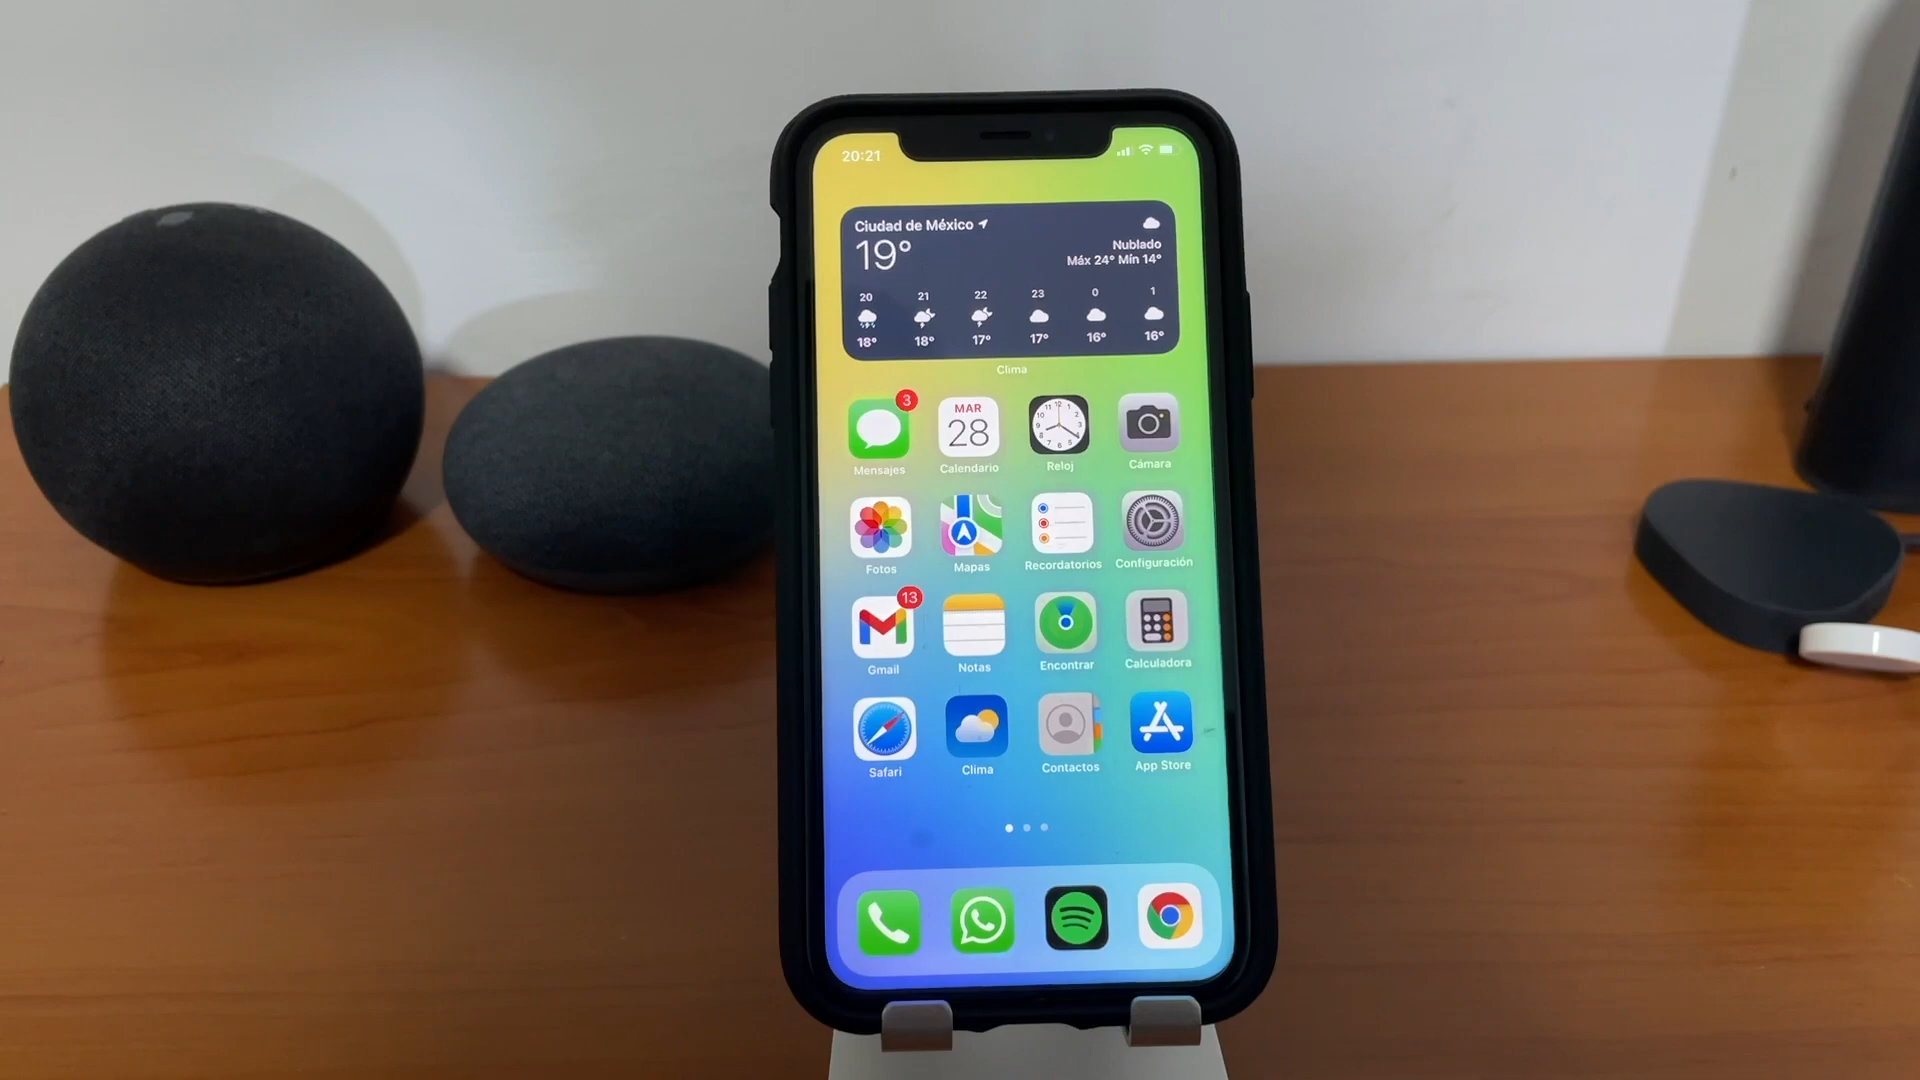 20:21
Ciudad de México
19°
Nublado
Máx 24° Mín 14°
20 21 22 23 0 1
18° 18° 17° 17° 16° 16°
Clima
3
MAR
28
Mensajes Calendario Reloj Cámara
Fotos Mapas Recordatorios Configuración
13
Gmail Notas Encontrar Calculadora
Safari Clima Contactos App Store